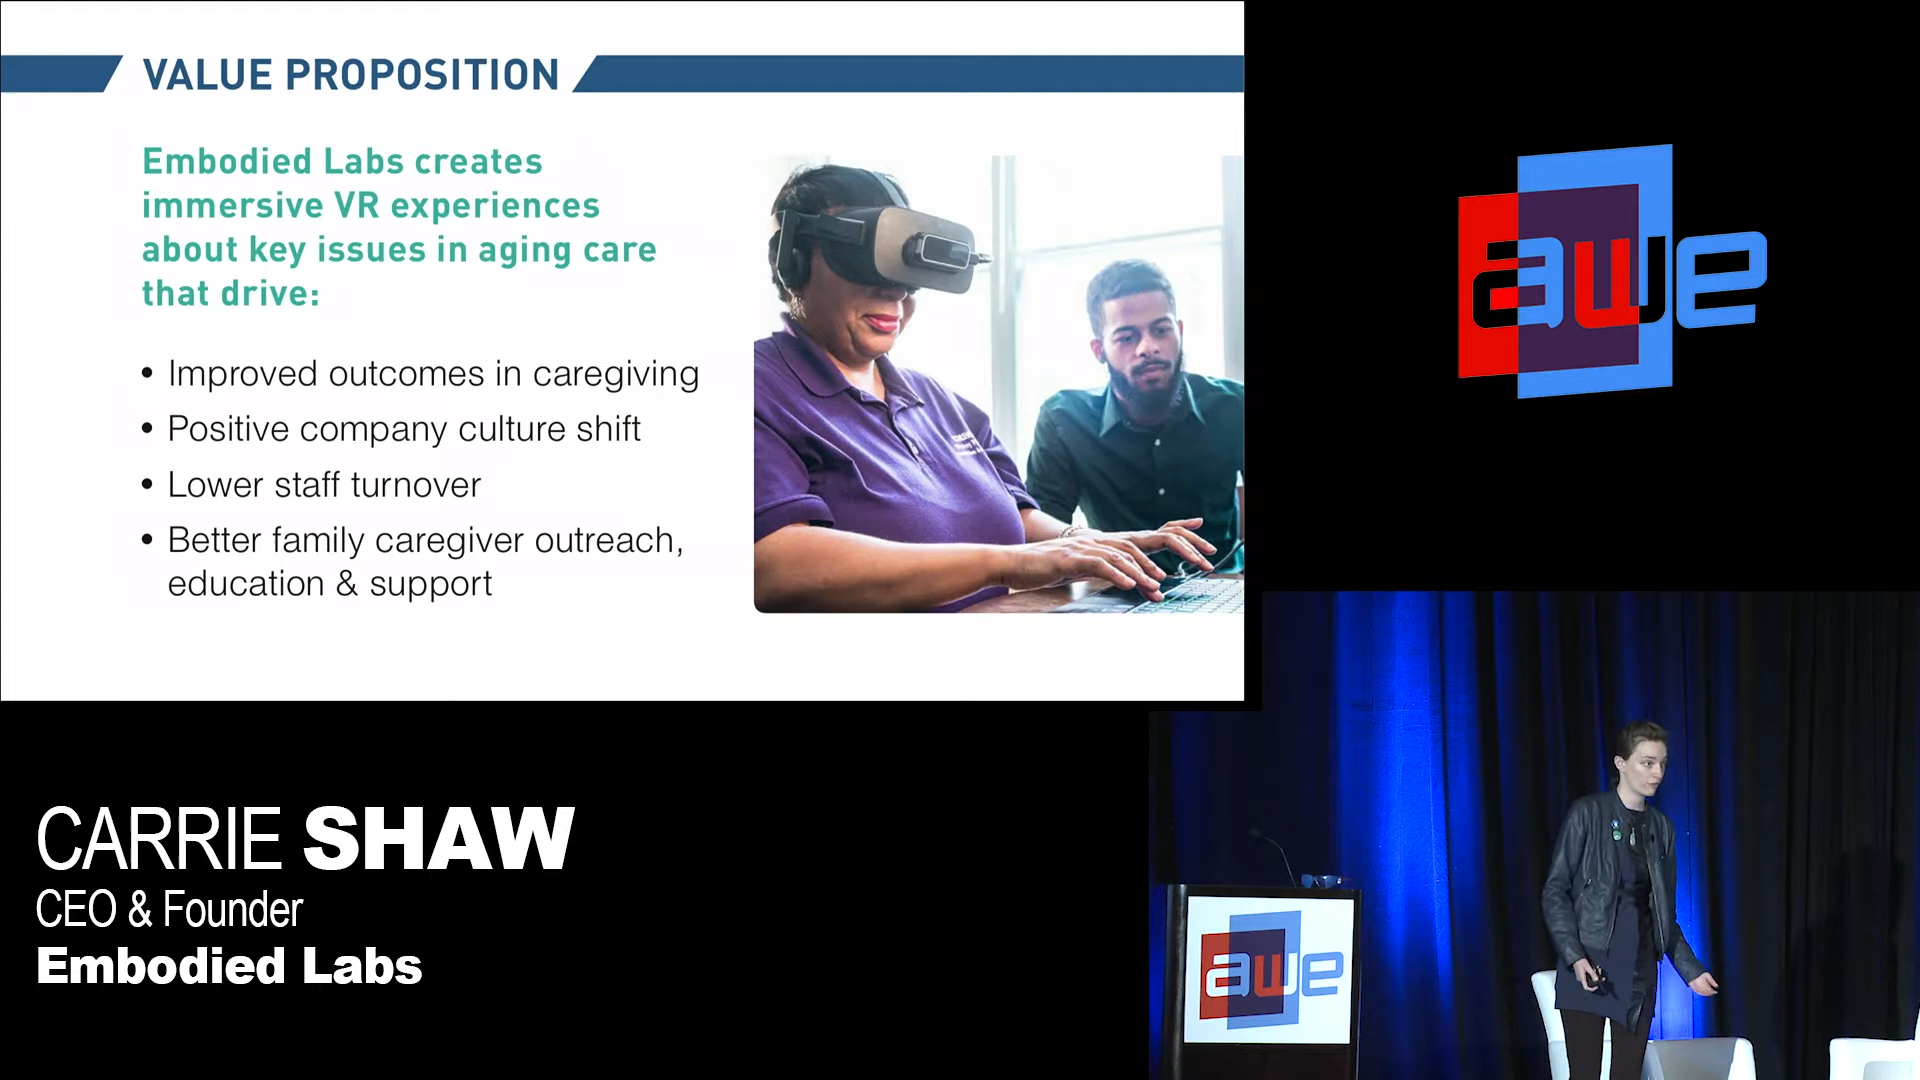 VALUE PROPOSITION
Embodied Labs creates
immersive VR experiences
about key issues in aging care
that drive:
• Improved outcomes in caregiving
• Positive company culture shift
• Lower staff turnover
• Better family caregiver outreach,
education & support
awe
CARRIE SHAW
CEO & Founder
Embodied Labs
awe